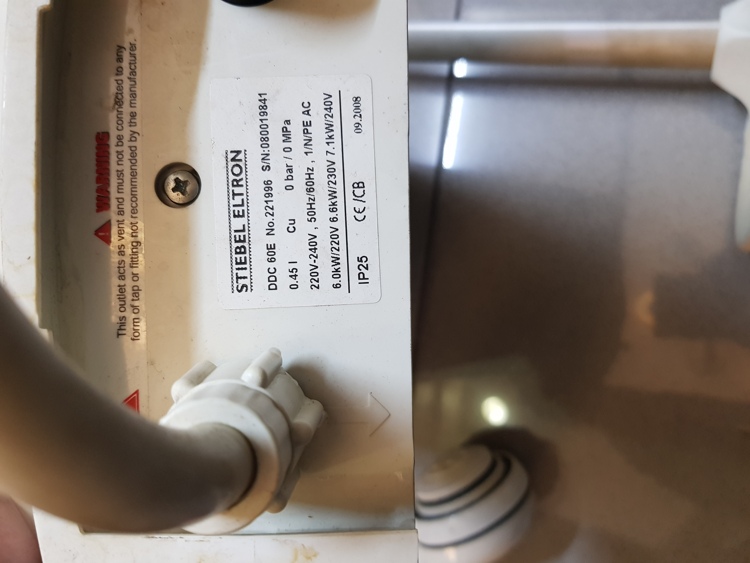 WARNING
This outlet acts as vent and must not be connected to any
form of tap or fitting not recommended by the manufacturer.
STIEBEL ELTRON
DDC 60E No.221996 S/N:080019841
0.45 l Cu 0 bar / 0 MPa
220V-240V , 50Hz/60Hz , 1/N/PE AC
6.0kW/220V 6.6kW/230V 7.1kW/240V
IP25 CE/CB 09.2008